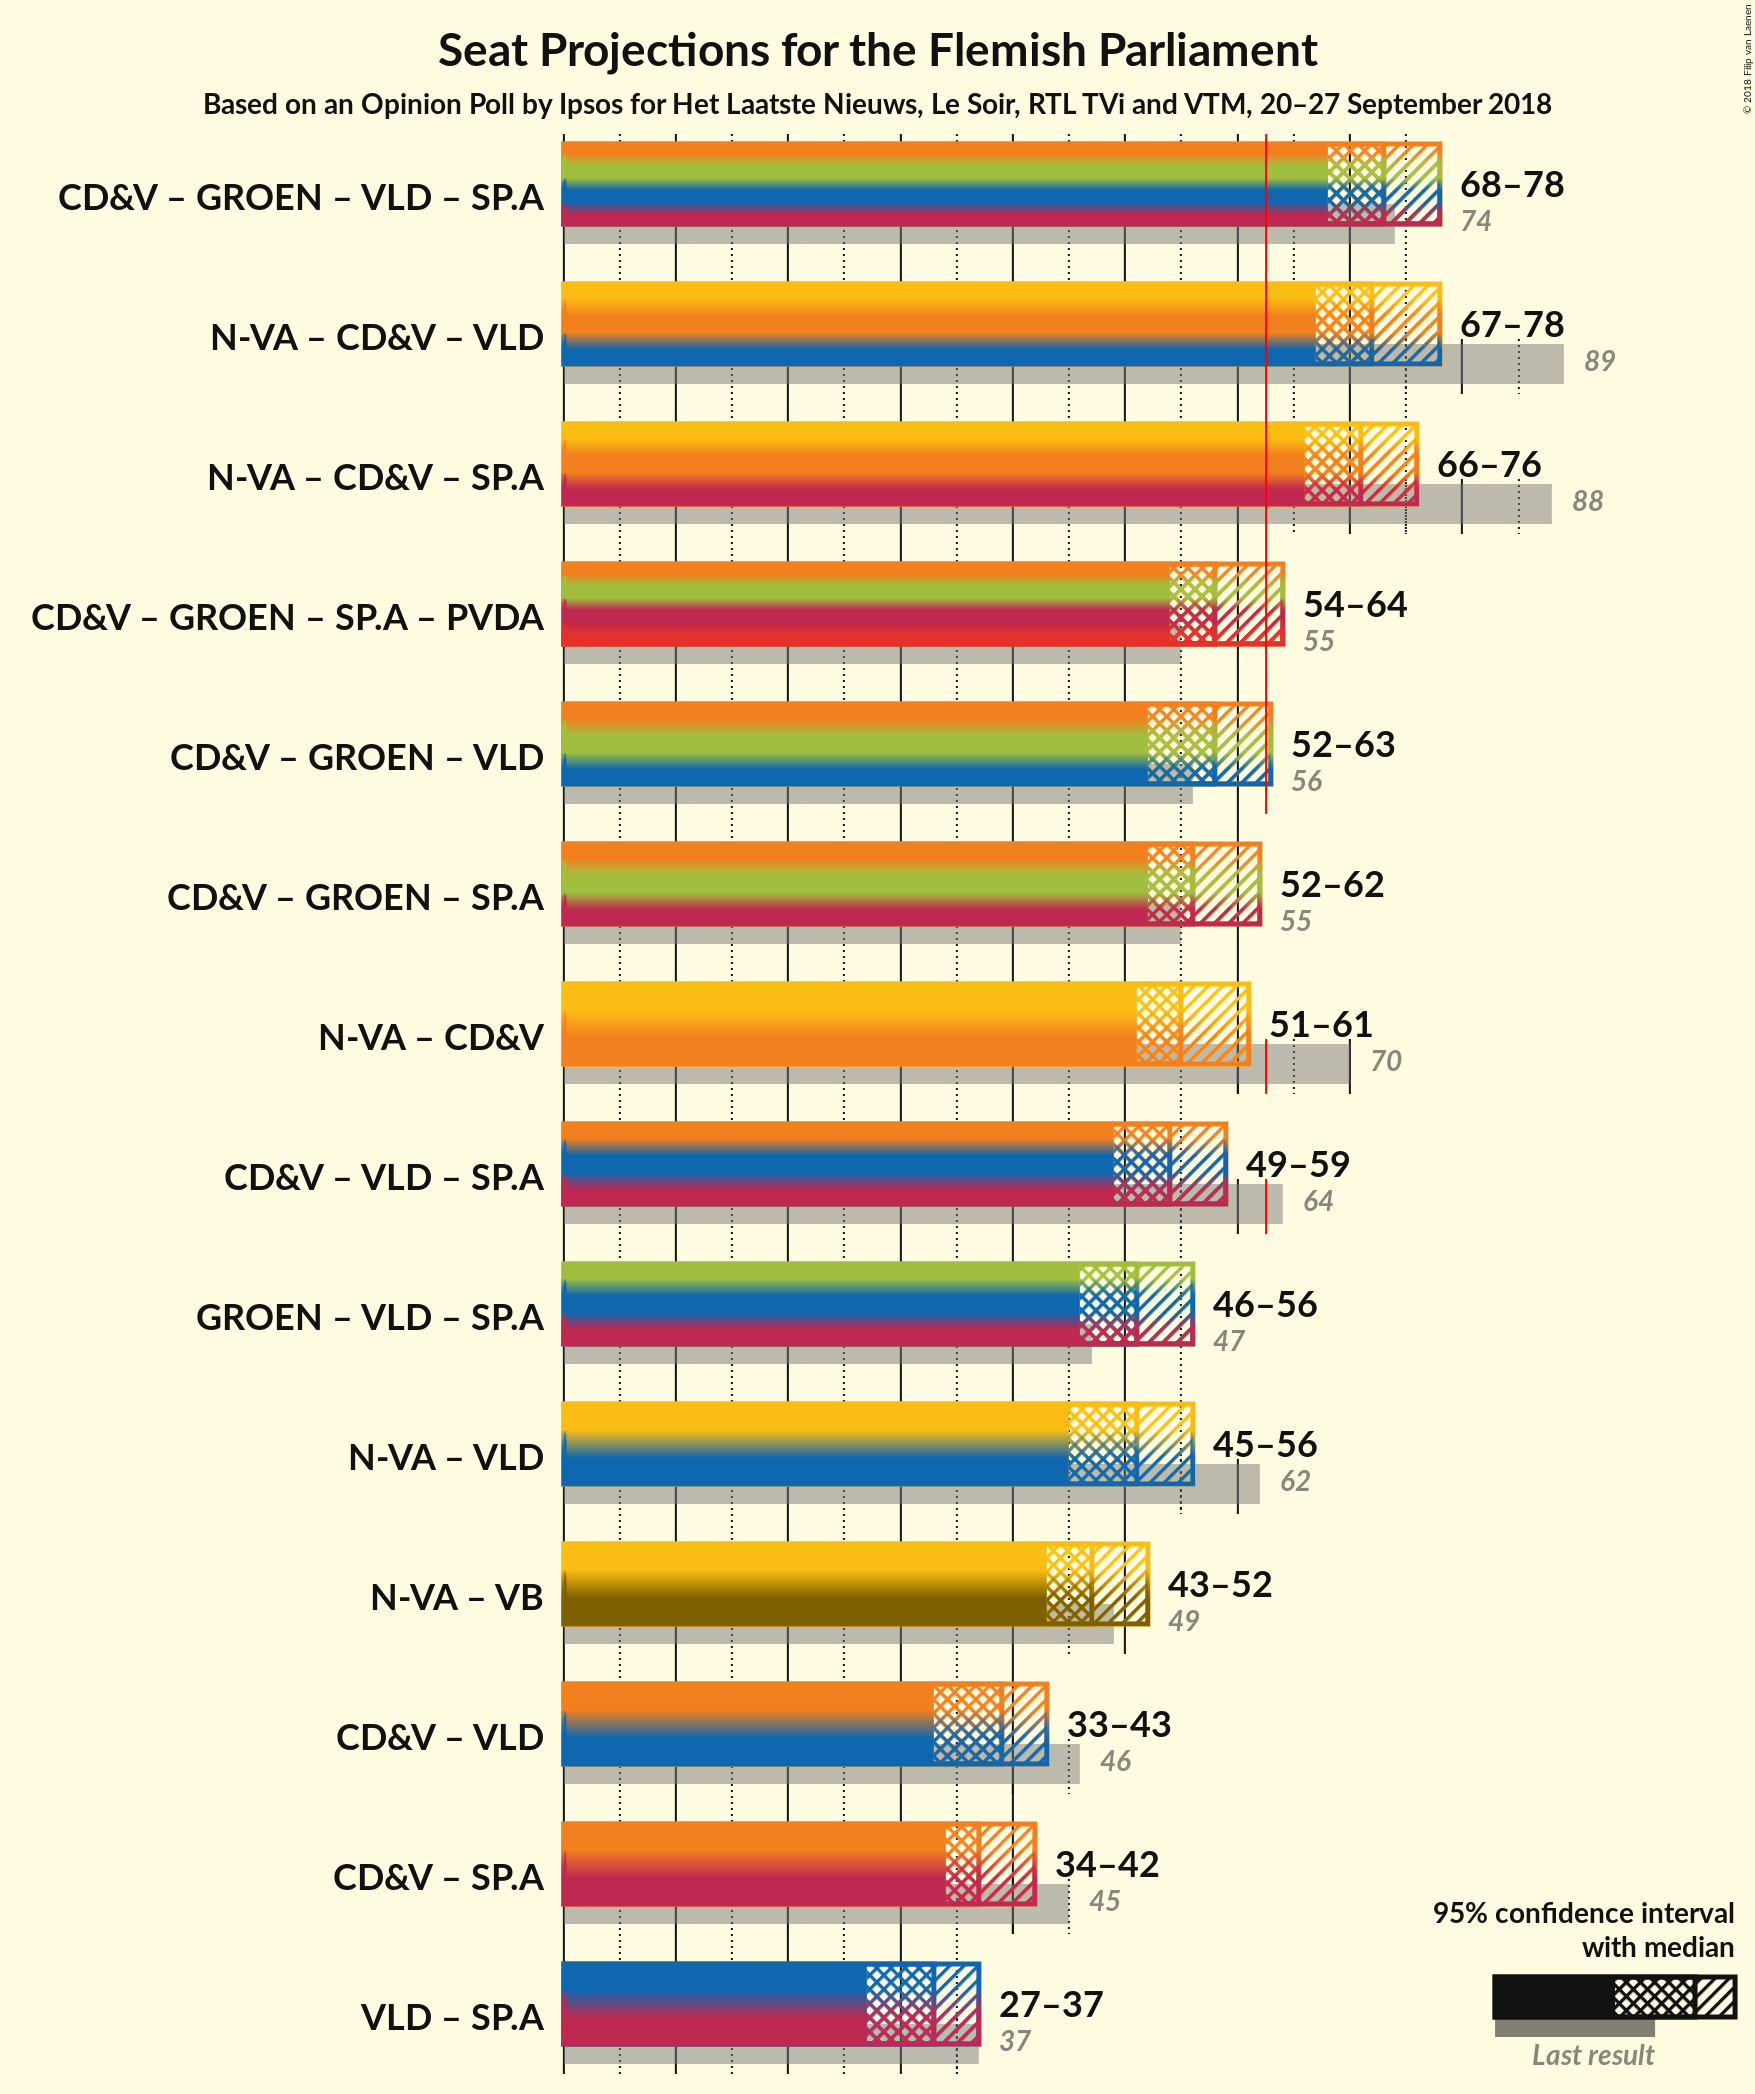 Seat Projections for the Flemish Parliament
Based on an Opinion Poll by Ipsos for Het Laatste Nieuws, Le Soir, RTL TVi and VTM, 20–27 September 2018
© 2018 Filip van Laenen
CD&V – GROEN – VLD – SP.A 68–78
74
N-VA – CD&V – VLD 67–78
89
N-VA – CD&V – SP.A 66–76
88
CD&V – GROEN – SP.A – PVDA 54–64
55
CD&V – GROEN – VLD 52–63
56
CD&V – GROEN – SP.A 52–62
55
N-VA – CD&V 51–61
70
CD&V – VLD – SP.A 49–59
64
GROEN – VLD – SP.A 46–56
47
N-VA – VLD 45–56
62
N-VA – VB 43–52
49
CD&V – VLD 33–43
46
CD&V – SP.A 34–42
45
VLD – SP.A 27–37
37
95% confidence interval
with median
Last result